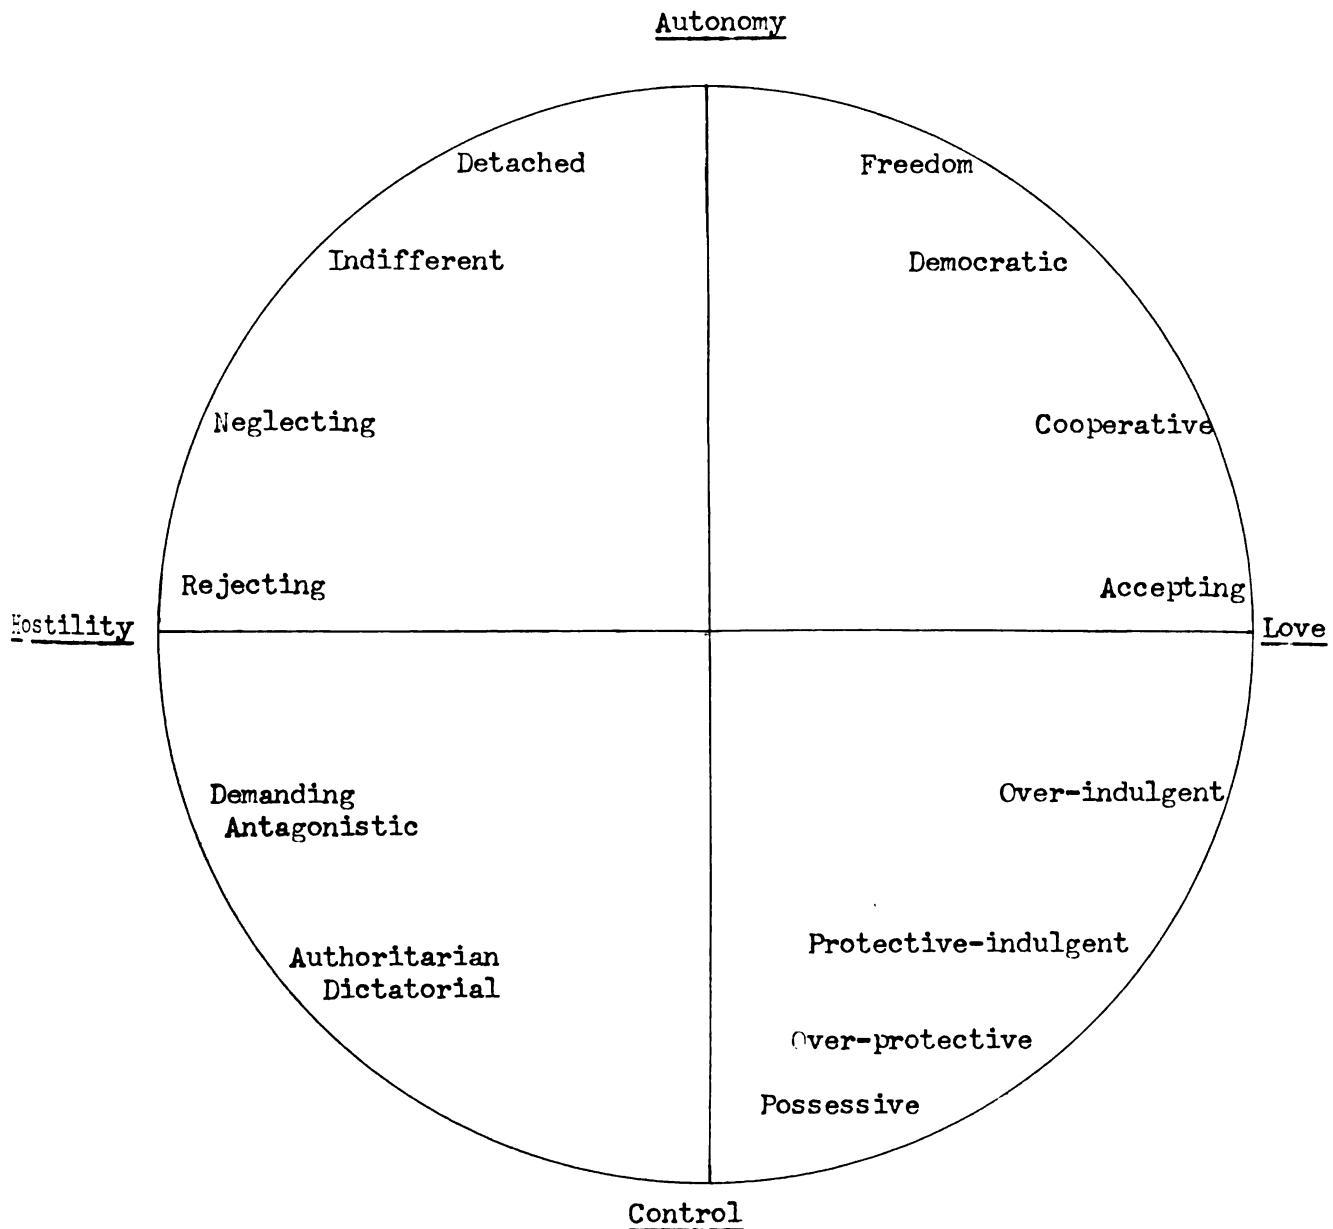 Autonomy
Detached
Freedom
Indifferent
Democratic
Neglecting
Cooperative
Rejecting
Accepting
Hostility
Love
Demanding
Antagonistic
Over-indulgent
Authoritarian
Dictatorial
Protective-indulgent
Over-protective
Possessive
Control